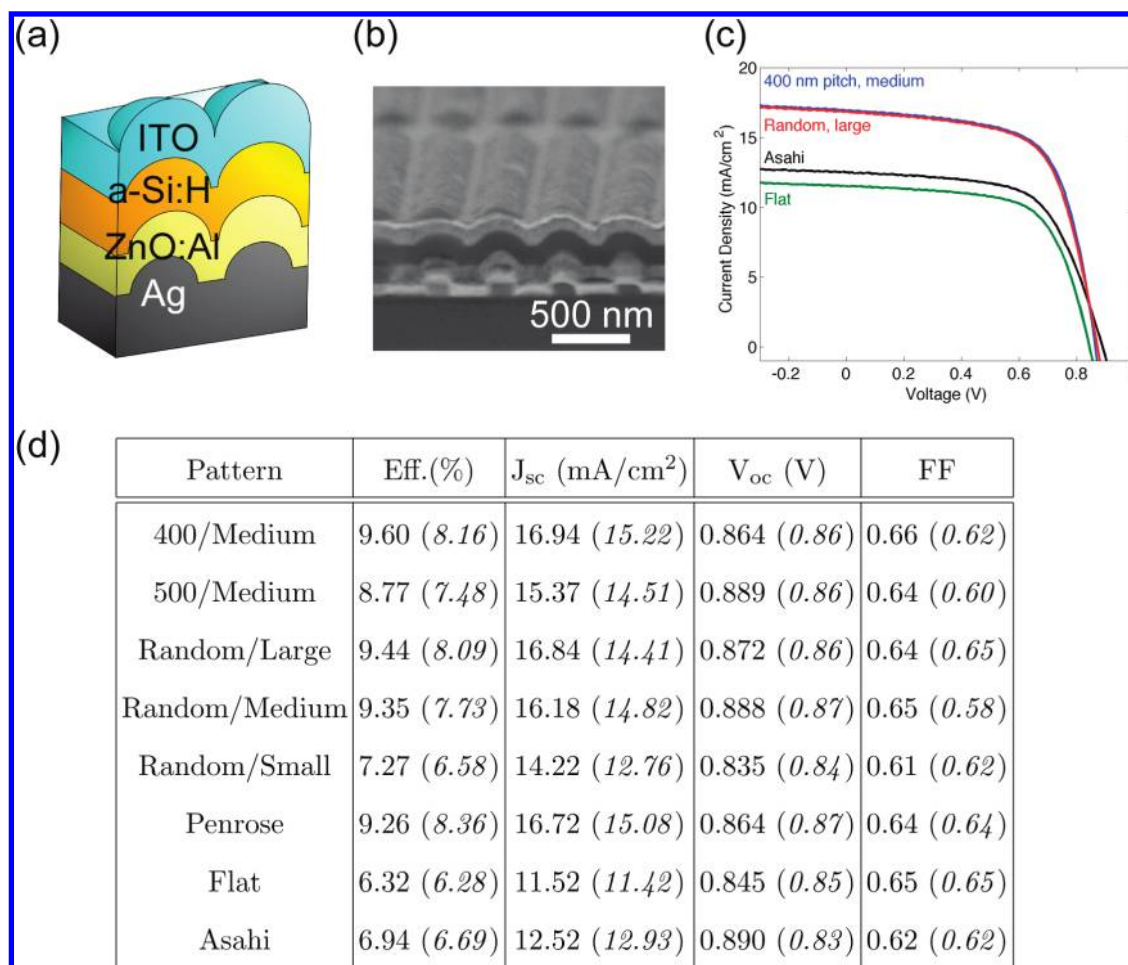 (a)
ITO
a-Si:H
ZnO:Al
Ag
(b)
500 nm
(c)
20
15
10
5
0
Current Density (mA/cm²)
400 nm pitch, medium
Random, large
Asahi
Flat
-0.2 0 0.2 0.4 0.6 0.8
Voltage (V)
(d)
Pattern Eff.(%) Jsc (mA/cm²) Voc (V) FF
400/Medium 9.60 (8.16) 16.94 (15.22) 0.864 (0.86) 0.66 (0.62)
500/Medium 8.77 (7.48) 15.37 (14.51) 0.889 (0.86) 0.64 (0.60)
Random/Large 9.44 (8.09) 16.84 (14.41) 0.872 (0.86) 0.64 (0.65)
Random/Medium 9.35 (7.73) 16.18 (14.82) 0.888 (0.87) 0.65 (0.58)
Random/Small 7.27 (6.58) 14.22 (12.76) 0.835 (0.84) 0.61 (0.62)
Penrose 9.26 (8.36) 16.72 (15.08) 0.864 (0.87) 0.64 (0.64)
Flat 6.32 (6.28) 11.52 (11.42) 0.845 (0.85) 0.65 (0.65)
Asahi 6.94 (6.69) 12.52 (12.93) 0.890 (0.83) 0.62 (0.62)